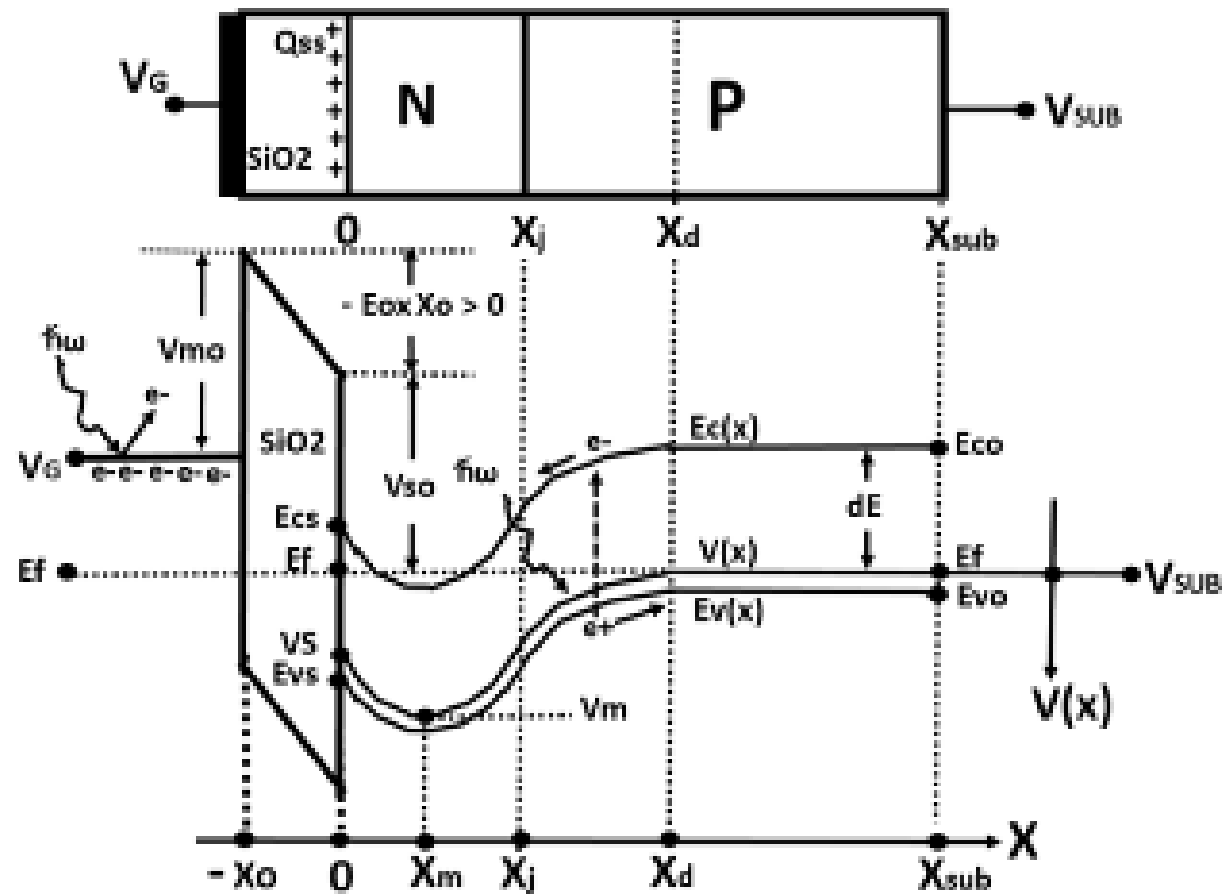 Qss
+
+
+
+
+
+
VG
N
P
VSUB
SiO2
0
Xj
Xd
Xsub
- Eox Xo > 0
ħω
Vmo
e-
SiO2
Ec(x)
Eco
e-
VG
e- e- e- e- e-
Vso
ħω
dE
Ecs
Ef
Ef
V(x)
Ef
VSUB
Evo
Ev(x)
e+
VS
Evs
Vm
V(x)
X
- Xo
0
Xm
Xj
Xd
Xsub